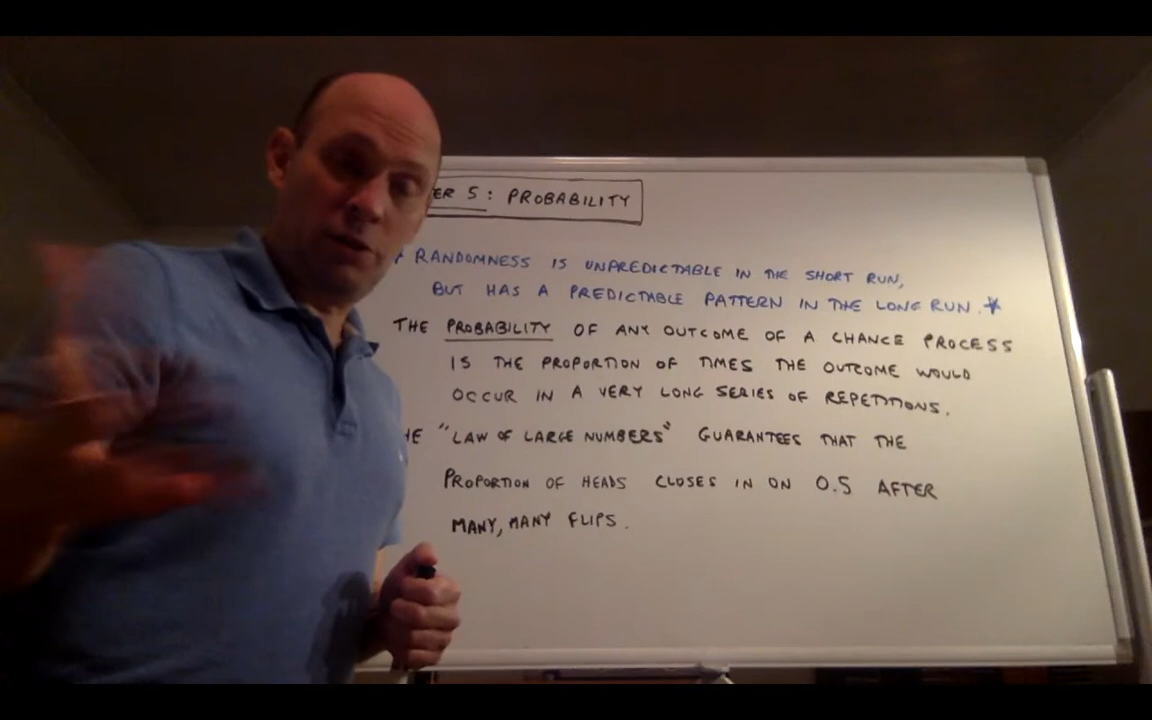 ER 5: PROBABILITY
RANDOMNESS IS UNPREDICTABLE IN THE SHORT RUN,
BUT HAS A PREDICTABLE PATTERN IN THE LONG RUN.
THE PROBABILITY OF ANY OUTCOME OF A CHANCE PROCESS
IS THE PROPORTION OF TIMES THE OUTCOME WOULD
OCCUR IN A VERY LONG SERIES OF REPETITIONS.
HE "LAW OF LARGE NUMBERS" GUARANTEES THAT THE
PROPORTION OF HEADS CLOSES IN ON 0.5 AFTER
MANY, MANY FLIPS.